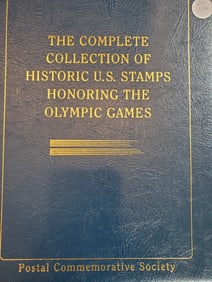 THE COMPLETE
COLLECTION OF
HISTORIC U.S. STAMPS
HONORING THE
OLYMPIC GAMES
Postal Commemorative Society